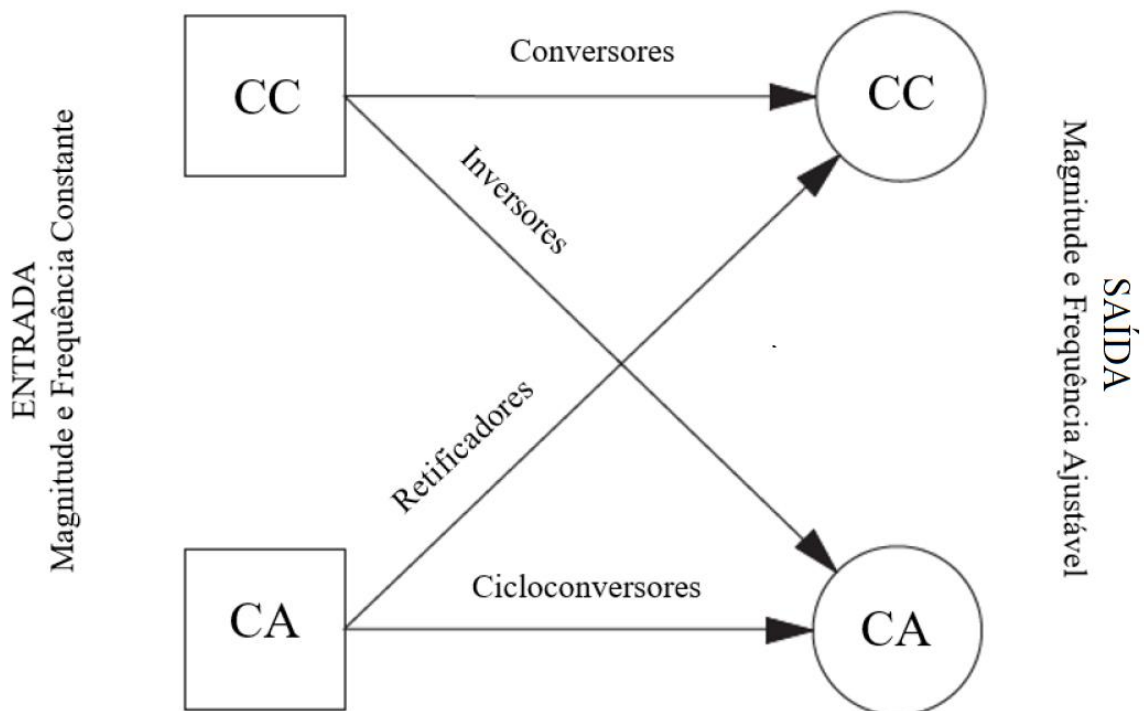 ENTRADA
Magnitude e Frequência Constante
CC
Conversores
CC
Inversores
Retificadores
CA
Cicloconversores
CA
SAÍDA
Magnitude e Frequência Ajustável